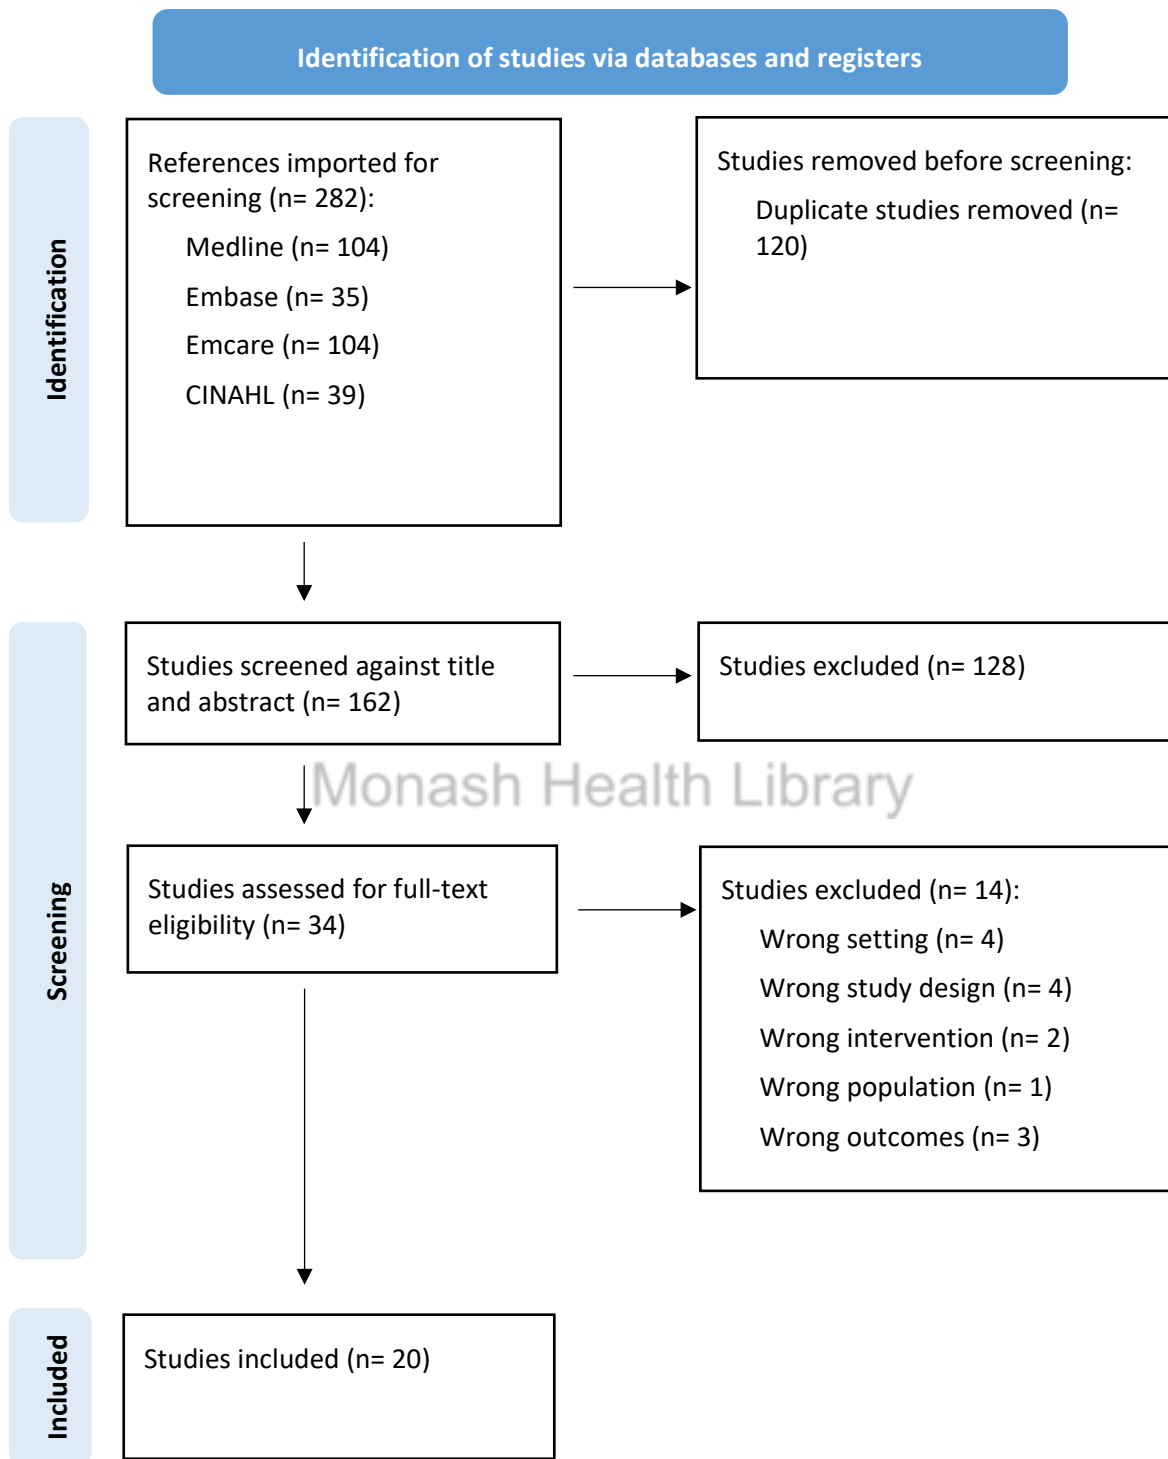 Identification of studies via databases and registers
Identification
References imported for
screening (n= 282):
Medline (n= 104)
Embase (n= 35)
Emcare (n= 104)
CINAHL (n= 39)
Studies removed before screening:
Duplicate studies removed (n=
120)
Screening
Studies screened against title
and abstract (n= 162)
Studies excluded (n= 128)
Monash Health Library
Studies assessed for full-text
eligibility (n= 34)
Studies excluded (n= 14):
Wrong setting (n= 4)
Wrong study design (n= 4)
Wrong intervention (n= 2)
Wrong population (n= 1)
Wrong outcomes (n= 3)
Included
Studies included (n= 20)